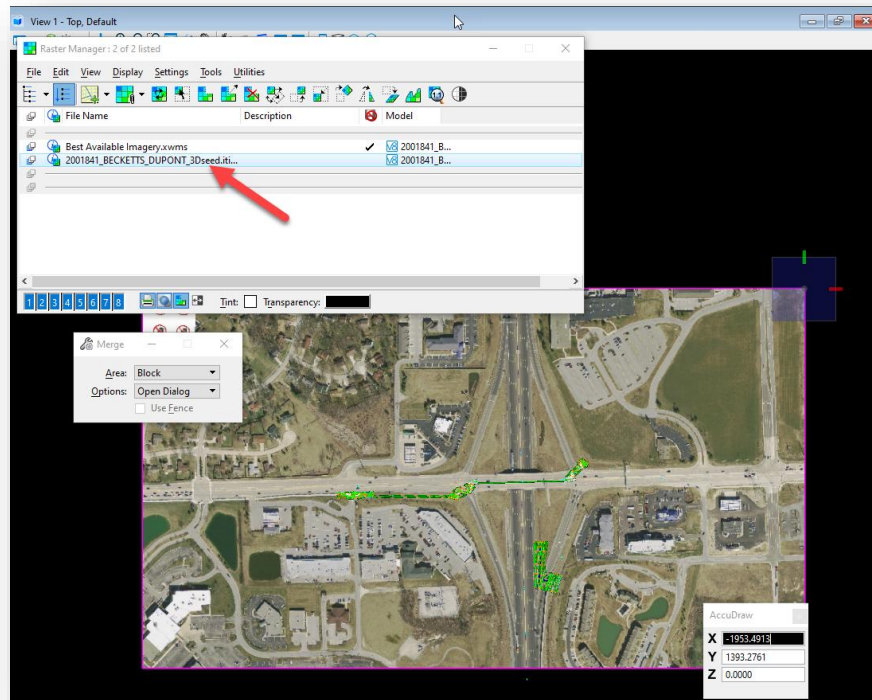 View 1 - Top, Default
Raster Manager : 2 of 2 listed
File Edit View Display Settings Tools Utilities
File Name Description Model
Best Available Imagery.xwms 2001841_B...
2001841_BECKETTS_DUPONT_3Dseed.iti... 2001841_B...
1 2 3 4 5 6 7 8 Tint: Transparency:
Merge
Area: Block
Options: Open Dialog
Use Fence
AccuDraw
X -1953.4913
Y 1393.2761
Z 0.0000